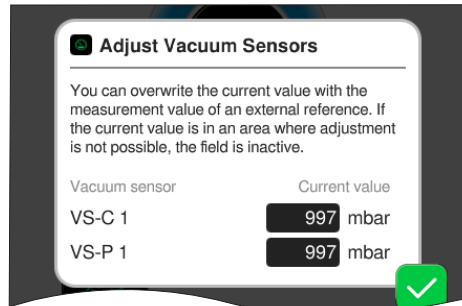 Adjust Vacuum Sensors
You can overwrite the current value with the
measurement value of an external reference. If
the current value is in an area where adjustment
is not possible, the field is inactive.
Vacuum sensor Current value
VS-C 1 997 mbar
VS-P 1 997 mbar